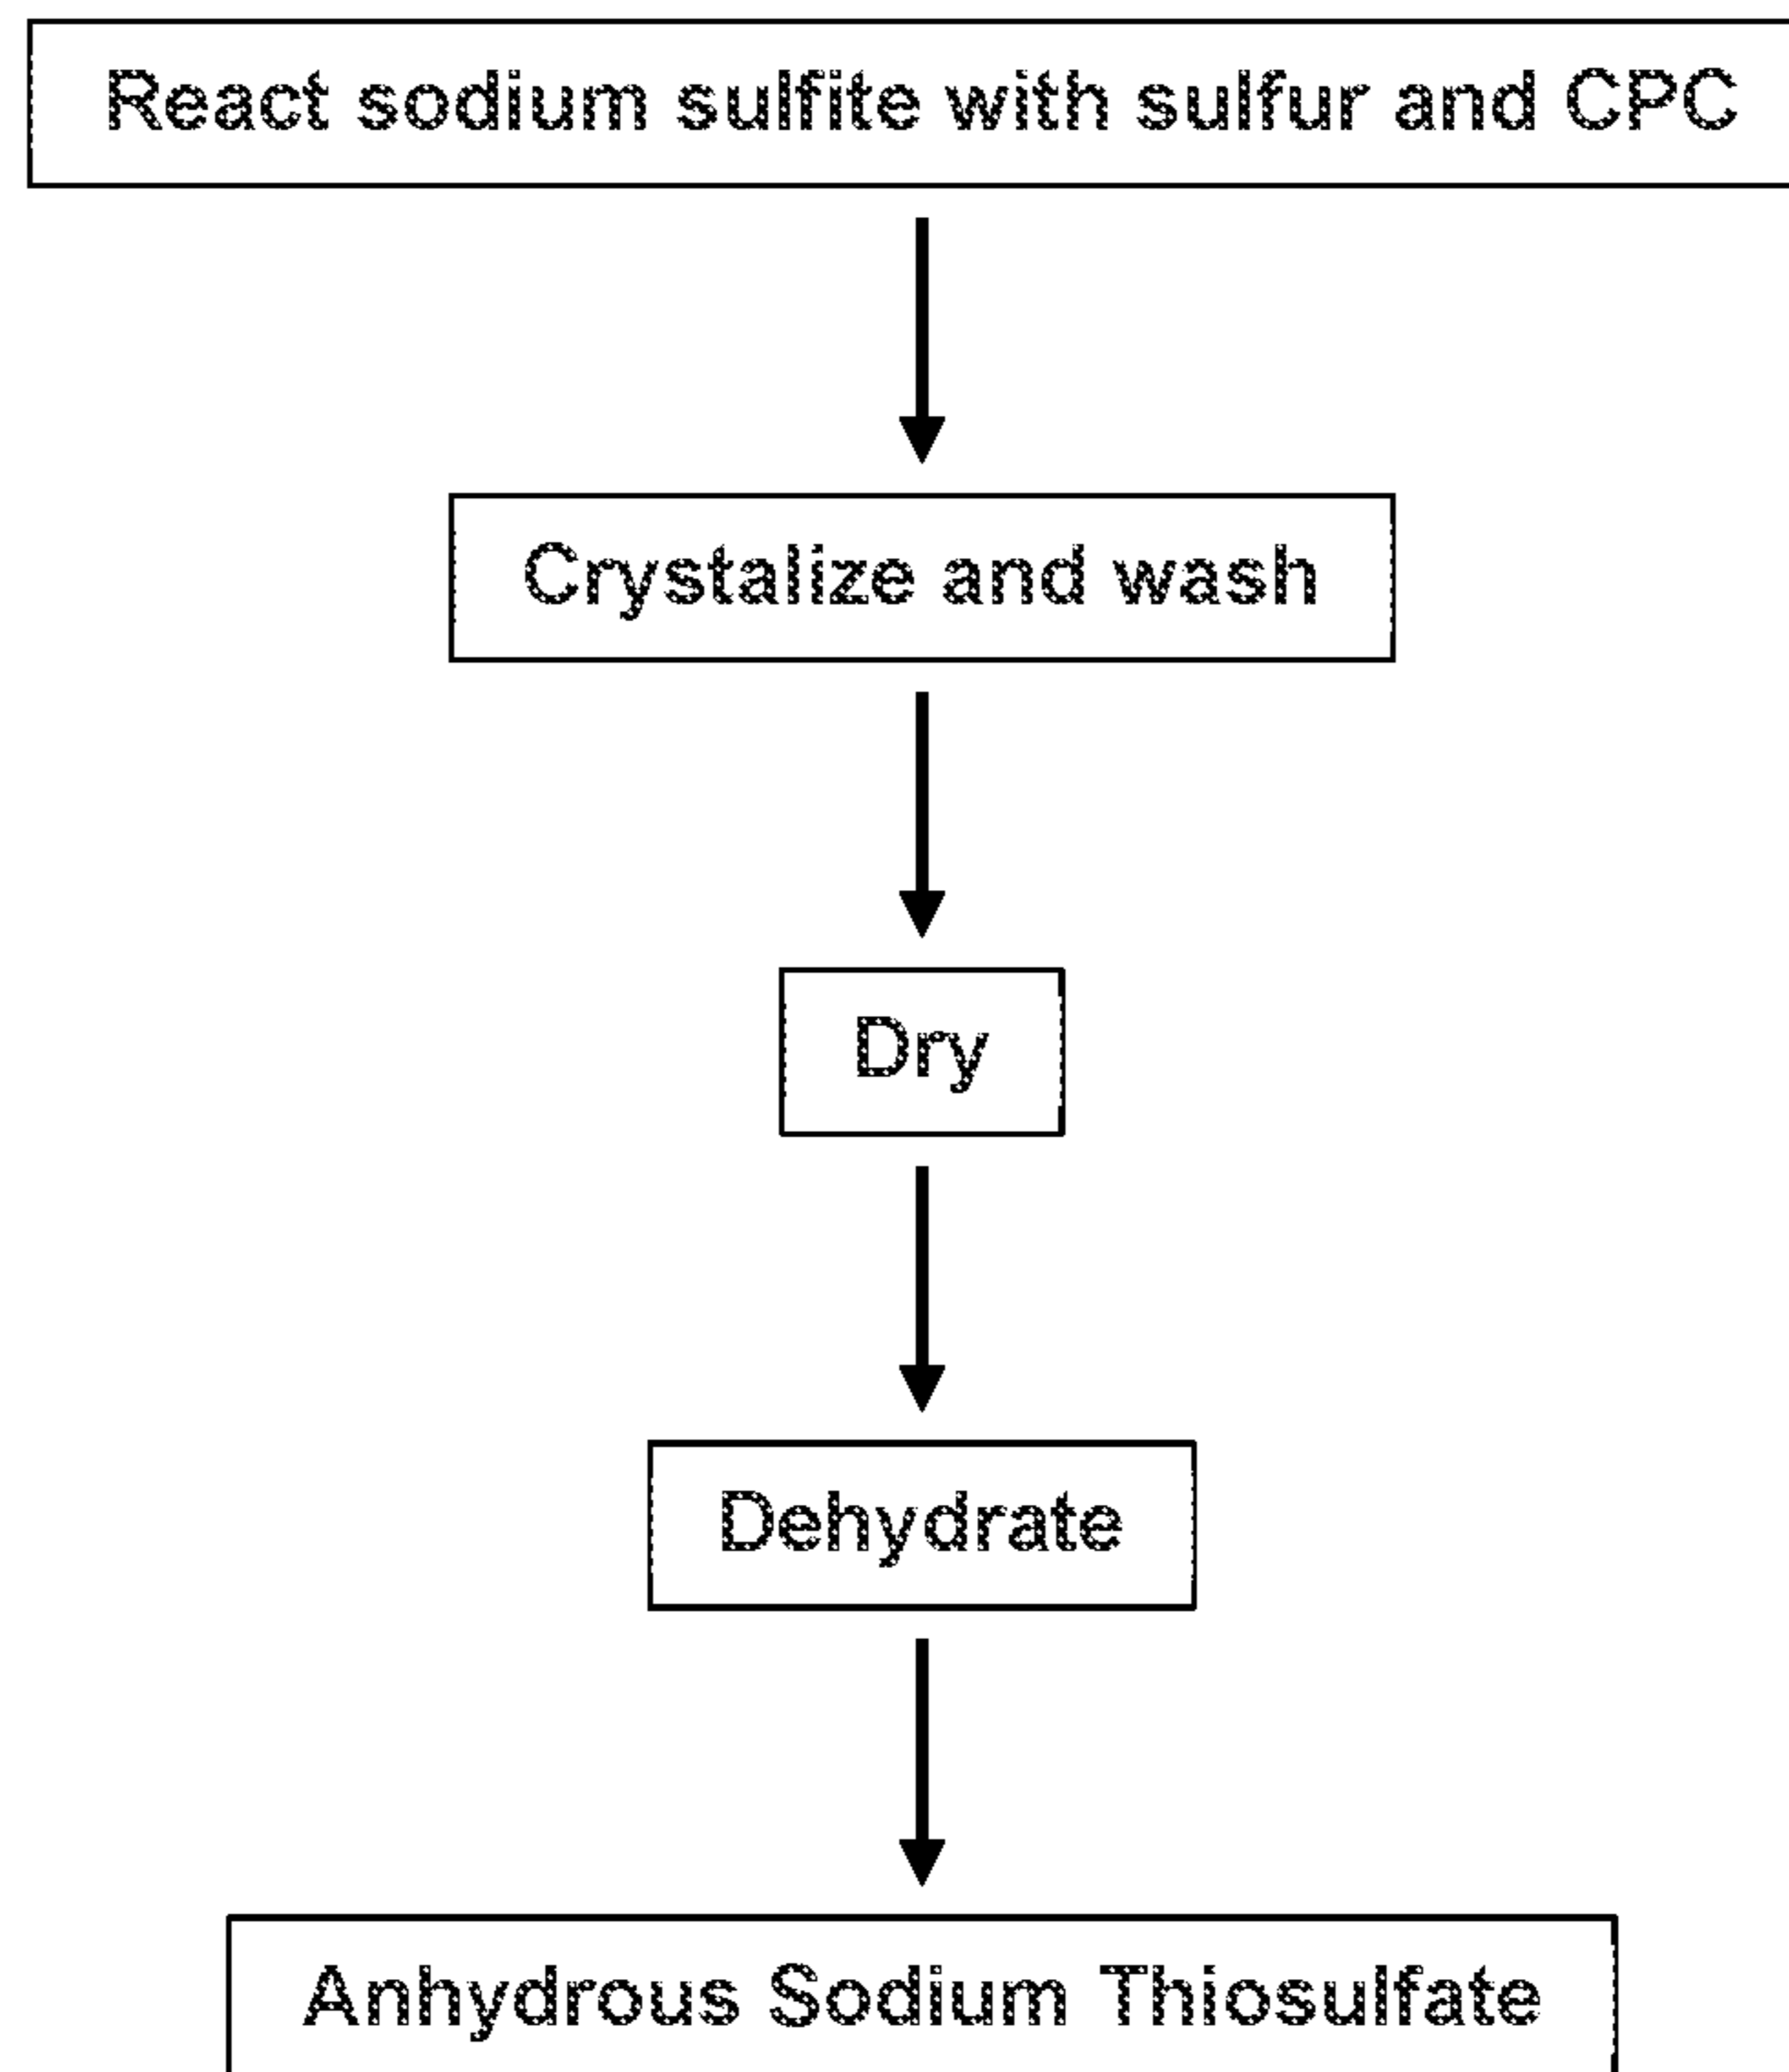 React sodium sulfite with sulfur and CPC
Crystalize and wash
Dry
Dehydrate
Anhydrous Sodium Thiosulfate